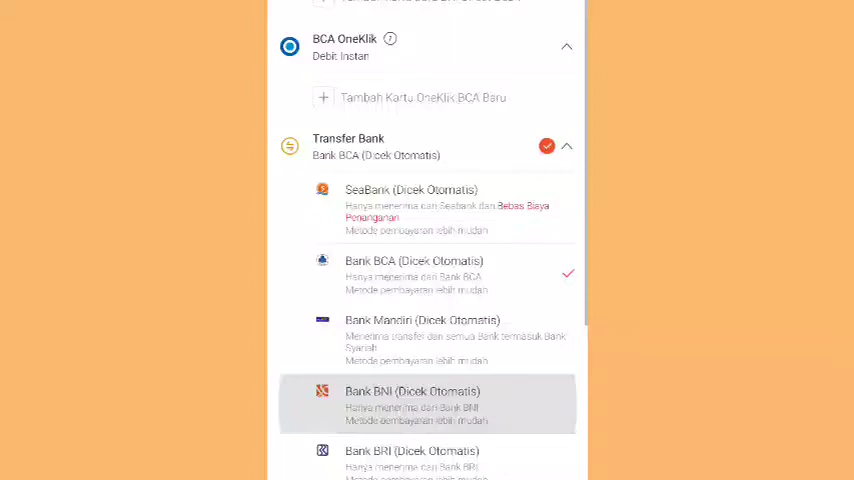 BCA OneKlik ?
Debit Instan
Tambah Kartu OneKlik BCA Baru
Transfer Bank
Bank BCA (Dicek Otomatis)
SeaBank (Dicek Otomatis)
Hanya menerima dari Seabank dan Bebas Biaya
Penanganan
Metode pembayaran lebih mudah
Bank BCA (Dicek Otomatis)
Hanya menerima dari Bank BCA
Metode pembayaran lebih mudah
Bank Mandiri (Dicek Otomatis)
Menerima transfer dari semua Bank termasuk Bank
Syariah
Metode pembayaran lebih mudah
Bank BNI (Dicek Otomatis)
Hanya menerima dari Bank BNI
Metode pembayaran lebih mudah
Bank BRI (Dicek Otomatis)
Hanya menerima dari Bank BRI